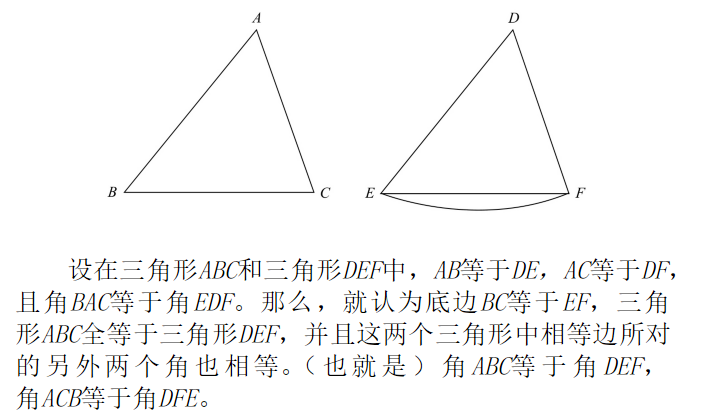 A
D
B
C
E
F
设在三角形ABC和三角形DEF中，AB等于DE，AC等于DF，
且角BAC等于角EDF。那么，就认为底边BC等于EF，三角
形ABC全等于三角形DEF，并且这两个三角形中相等边所对
的另外两个角也相等。（也就是）角ABC等于角DEF，
角ACB等于角DFE。